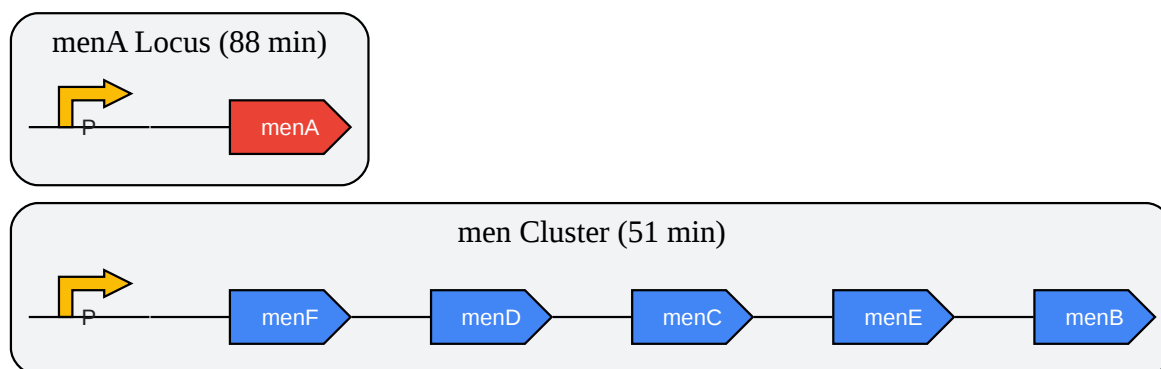 menA Locus (88 min)
P
menA
men Cluster (51 min)
P
menF menD menC menE menB